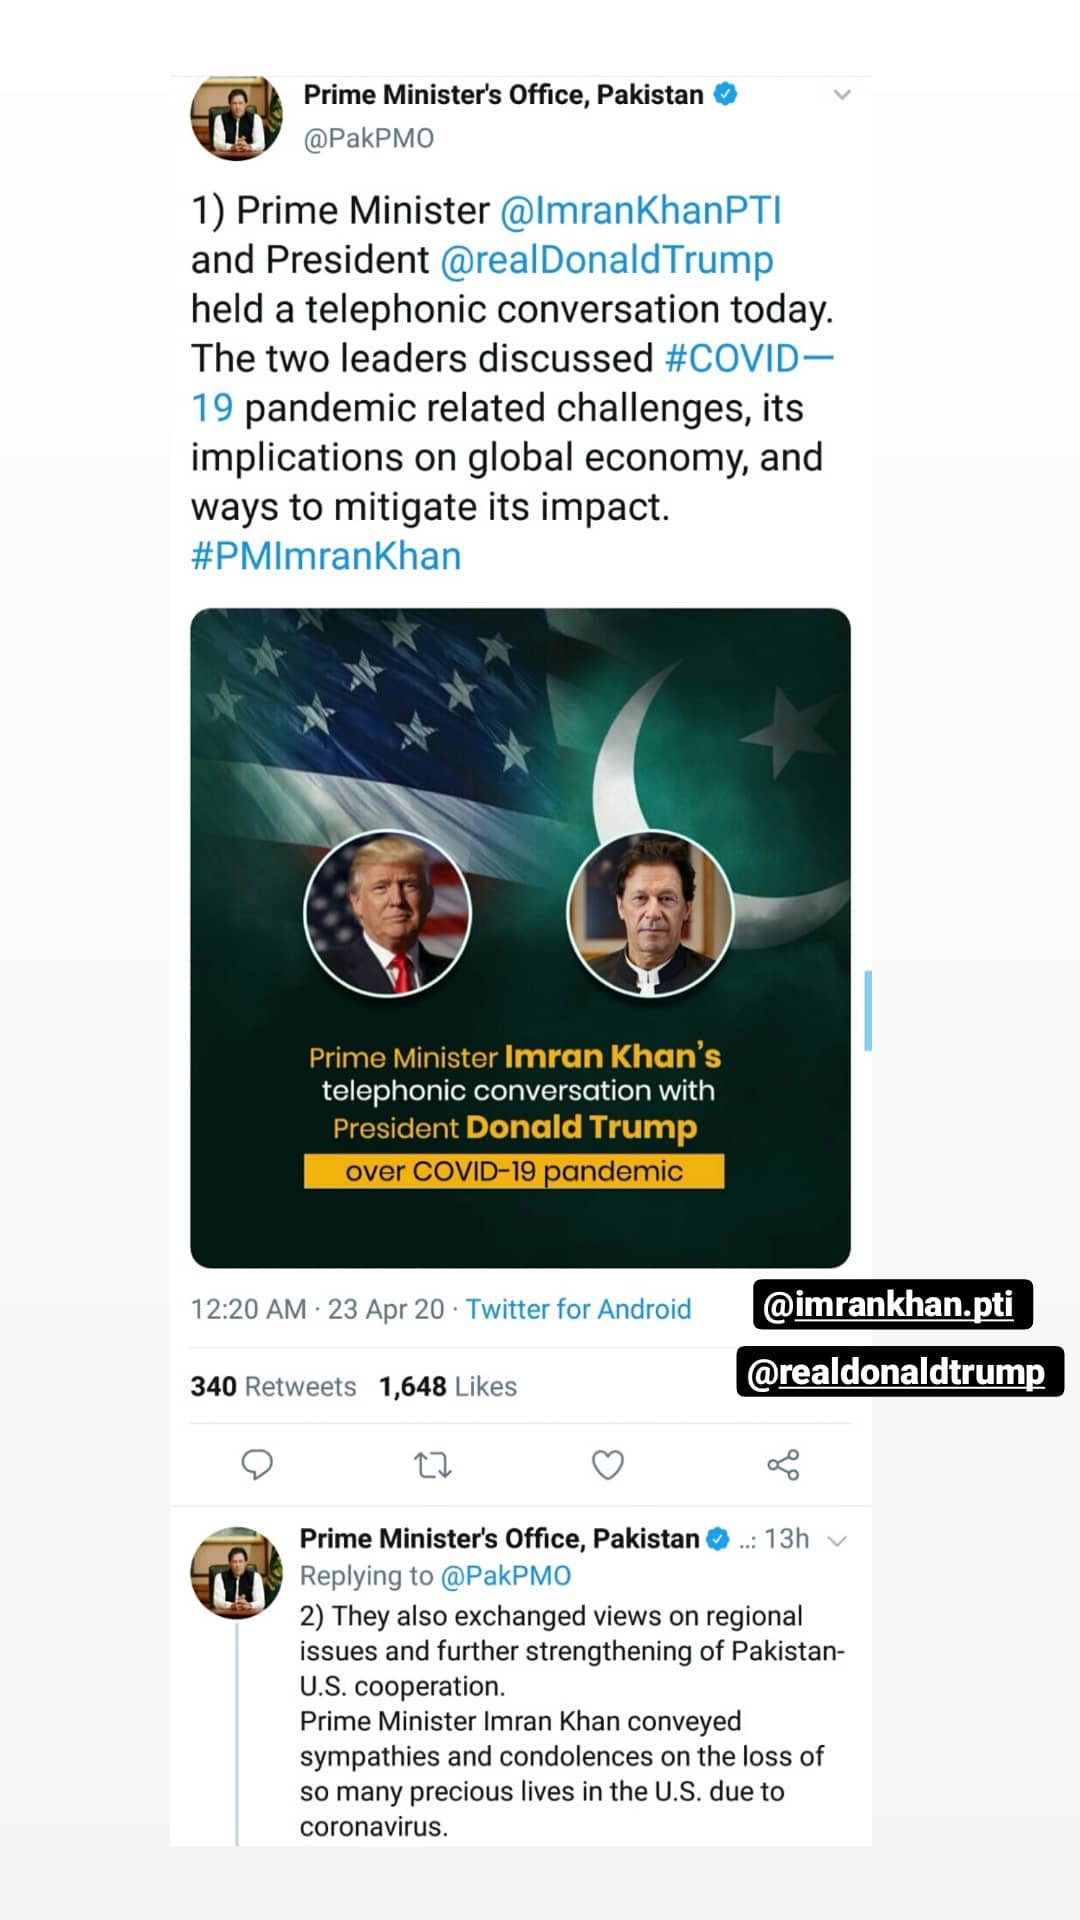 Prime Minister's Office, Pakistan
@PakPMO
1) Prime Minister @ImranKhanPTI
and President @realDonaldTrump
held a telephonic conversation today.
The two leaders discussed #COVID—
19 pandemic related challenges, its
implications on global economy, and
ways to mitigate its impact.
#PMImranKhan
Prime Minister Imran Khan's
telephonic conversation with
President Donald Trump
over COVID-19 pandemic
12:20 AM · 23 Apr 20 · Twitter for Android
@imrankhan.pti
@realdonaldtrump
340 Retweets 1,648 Likes
Prime Minister's Office, Pakistan ..: 13h
Replying to @PakPMO
2) They also exchanged views on regional
issues and further strengthening of Pakistan-
U.S. cooperation.
Prime Minister Imran Khan conveyed
sympathies and condolences on the loss of
so many precious lives in the U.S. due to
coronavirus.